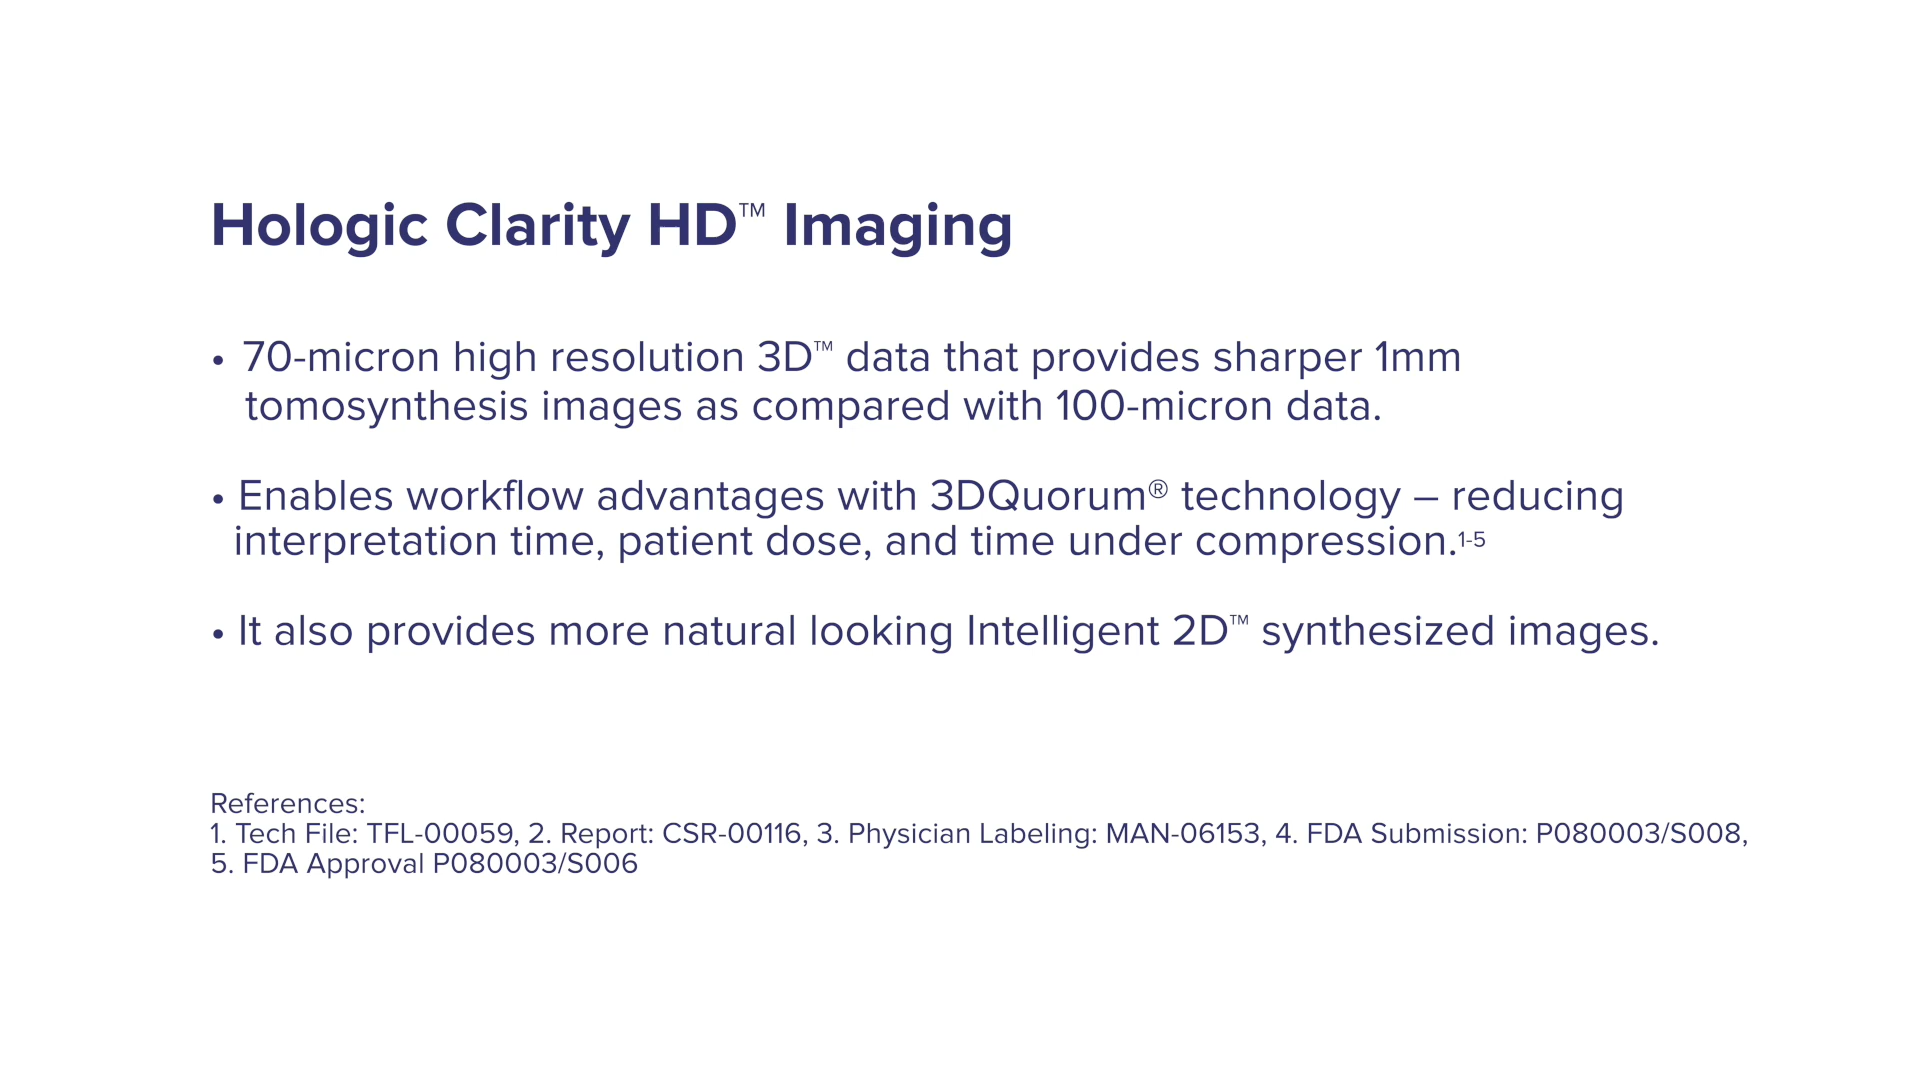 Hologic Clarity HD™ Imaging
• 70-micron high resolution 3D™ data that provides sharper 1mm
tomosynthesis images as compared with 100-micron data.
• Enables workflow advantages with 3DQuorum® technology – reducing
interpretation time, patient dose, and time under compression.1-5
• It also provides more natural looking Intelligent 2D™ synthesized images.
References:
1. Tech File: TFL-00059, 2. Report: CSR-00116, 3. Physician Labeling: MAN-06153, 4. FDA Submission: P080003/S008,
5. FDA Approval P080003/S006